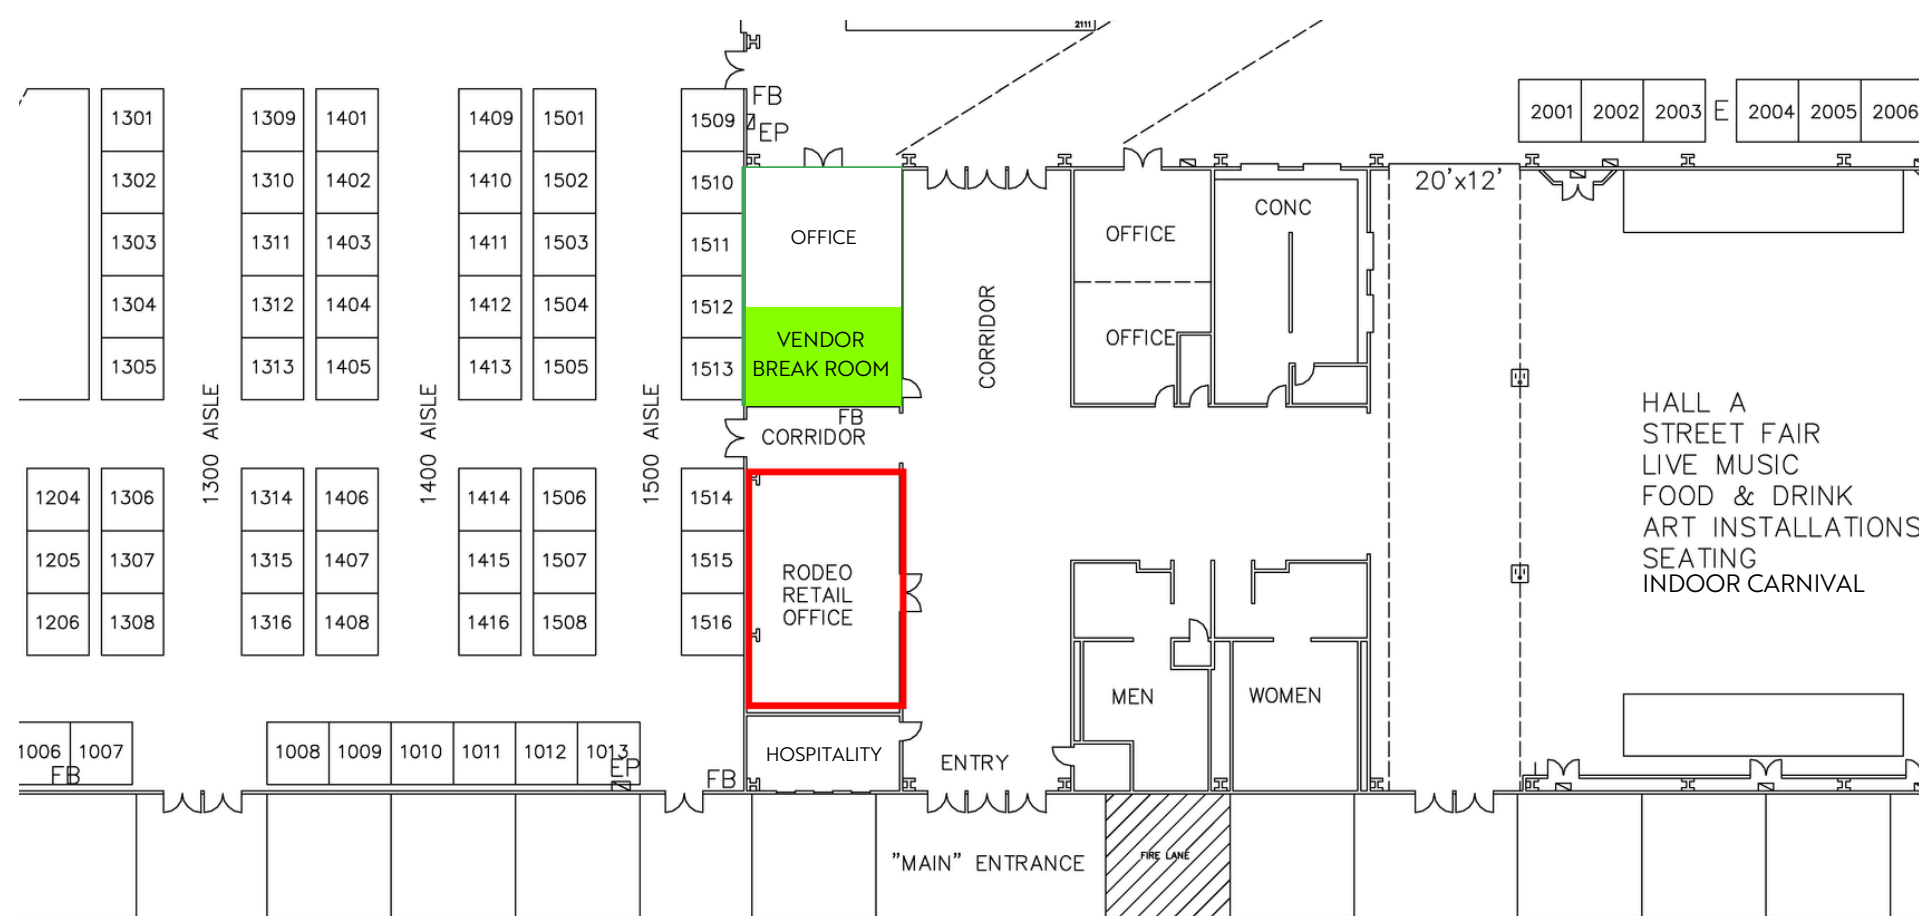 2111
FB
EP
1301
1309
1401
1409
1501
1509
2001
2002
2003
E
2004
2005
2006
1302
1310
1402
1410
1502
1510
20'x12'
CONC
1303
1311
1403
1411
1503
1511
OFFICE
OFFICE
1304
1312
1404
1412
1504
1512
CORRIDOR
VENDOR
BREAK ROOM
OFFICE
1305
1313
1405
1413
1505
1513
1300 AISLE
1400 AISLE
1500 AISLE
FB
CORRIDOR
HALL A
STREET FAIR
LIVE MUSIC
FOOD & DRINK
ART INSTALLATIONS
SEATING
INDOOR CARNIVAL
1204
1306
1314
1406
1414
1506
1514
1205
1307
1315
1407
1415
1507
1515
RODEO
RETAIL
OFFICE
1206
1308
1316
1408
1416
1508
1516
MEN
WOMEN
1006
1007
1008
1009
1010
1011
1012
1013
HOSPITALITY
ENTRY
FB
EP
FB
"MAIN" ENTRANCE
FIRE LANE